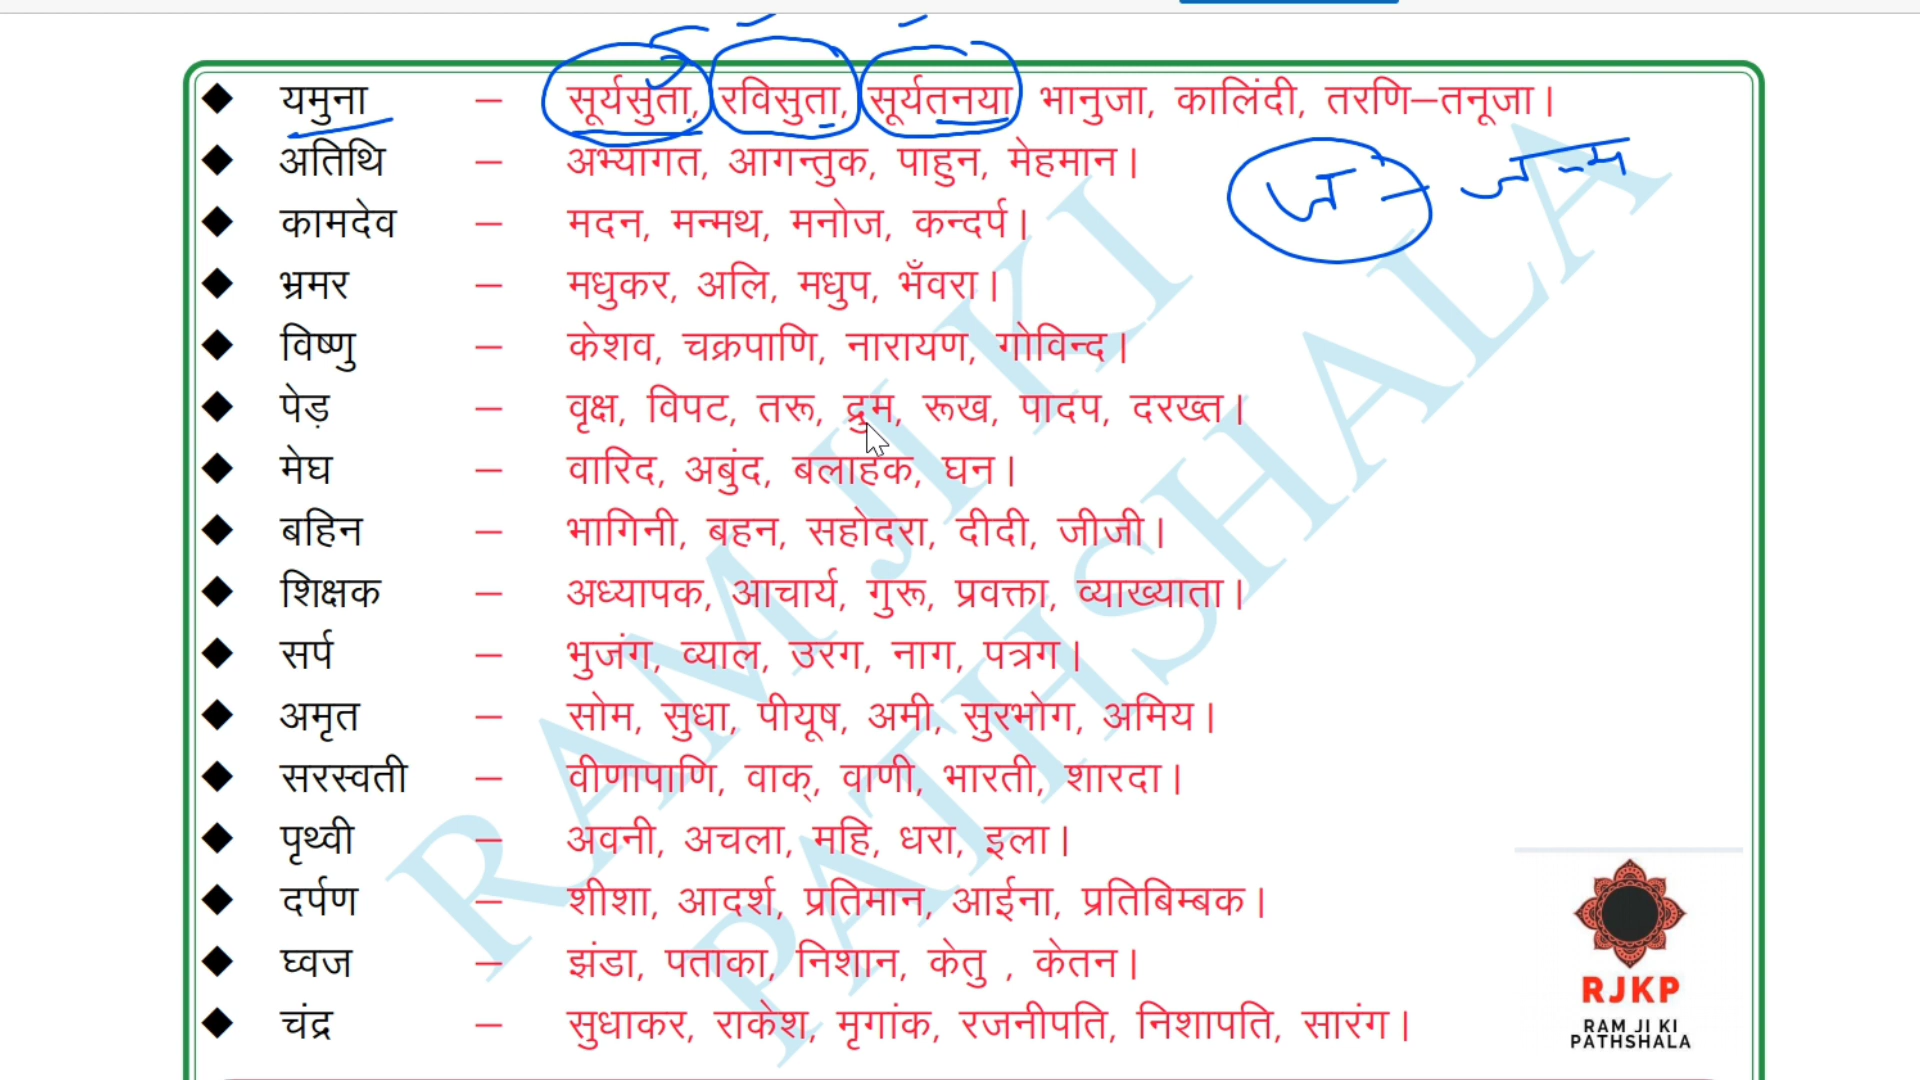 ◆ यमुना – सूर्यसुता, रविसुता, सूर्यतनया भानुजा, कालिंदी, तरणि–तनूजा।
ज – जन्म
◆ अतिथि – अभ्यागत, आगन्तुक, पाहुन, मेहमान।
◆ कामदेव – मदन, मन्मथ, मनोज, कन्दर्प।
◆ भ्रमर – मधुकर, अलि, मधुप, भँवरा।
◆ विष्णु – केशव, चक्रपाणि, नारायण, गोविन्द।
◆ पेड़ – वृक्ष, विपट, तरू, द्रुम, रूख, पादप, दरख्त।
◆ मेघ – वारिद, अबुंद, बलाहक, घन।
◆ बहिन – भागिनी, बहन, सहोदरा, दीदी, जीजी।
◆ शिक्षक – अध्यापक, आचार्य, गुरू, प्रवक्ता, व्याख्याता।
◆ सर्प – भुजंग, व्याल, उरग, नाग, पत्रग।
◆ अमृत – सोम, सुधा, पीयूष, अमी, सुरभोग, अमिय।
◆ सरस्वती – वीणापाणि, वाक्, वाणी, भारती, शारदा।
◆ पृथ्वी – अवनी, अचला, महि, धरा, इला।
◆ दर्पण – शीशा, आदर्श, प्रतिमान, आईना, प्रतिबिम्बक।
◆ घ्वज – झंडा, पताका, निशान, केतु , केतन।
◆ चंद्र – सुधाकर, राकेश, मृगांक, रजनीपति, निशापति, सारंग।
RAM JI KI
PATHSHALA
RJKP
RAM JI KI
PATHSHALA